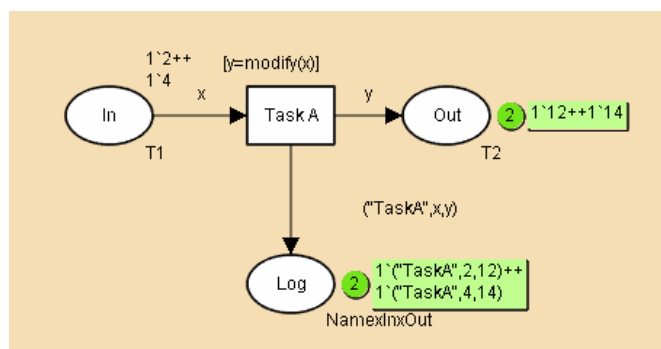 1`2++
1`4
[y=modify(x)]
x
y
In
Task A
Out
2
1`12++1`14
T1
T2
("TaskA",x,y)
Log
2
1`("TaskA",2,12)++
1`("TaskA",4,14)
NamexInxOut